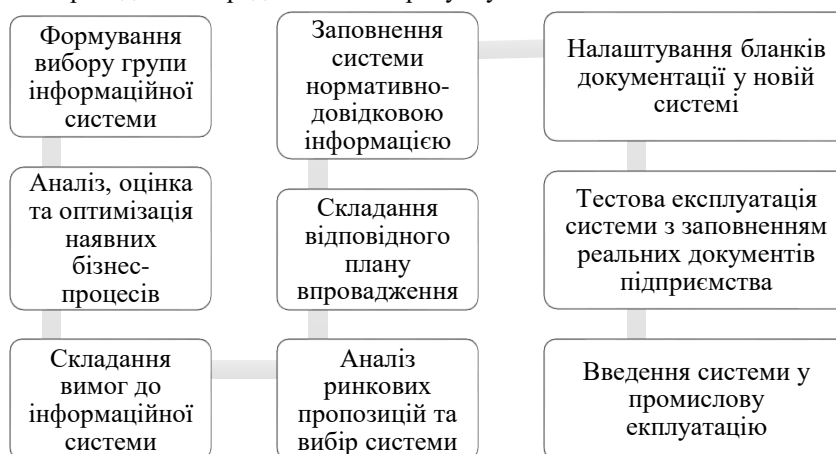 Формування
вибору групи
інформаційної
системи
Аналіз, оцінка
та оптимізація
наявних
бізнес-
процесів
Складання
вимог до
інформаційної
системи
Аналіз
ринкових
пропозицій та
вибір системи
Складання
відповідного
плану
впровадження
Заповнення
системи
нормативно-
довідковою
інформацією
Налаштування бланків
документації у новій
системі
Тестова експлуатація
системи з заповненням
реальних документів
підприємства
Введення системи у
промислову
екплуатацію